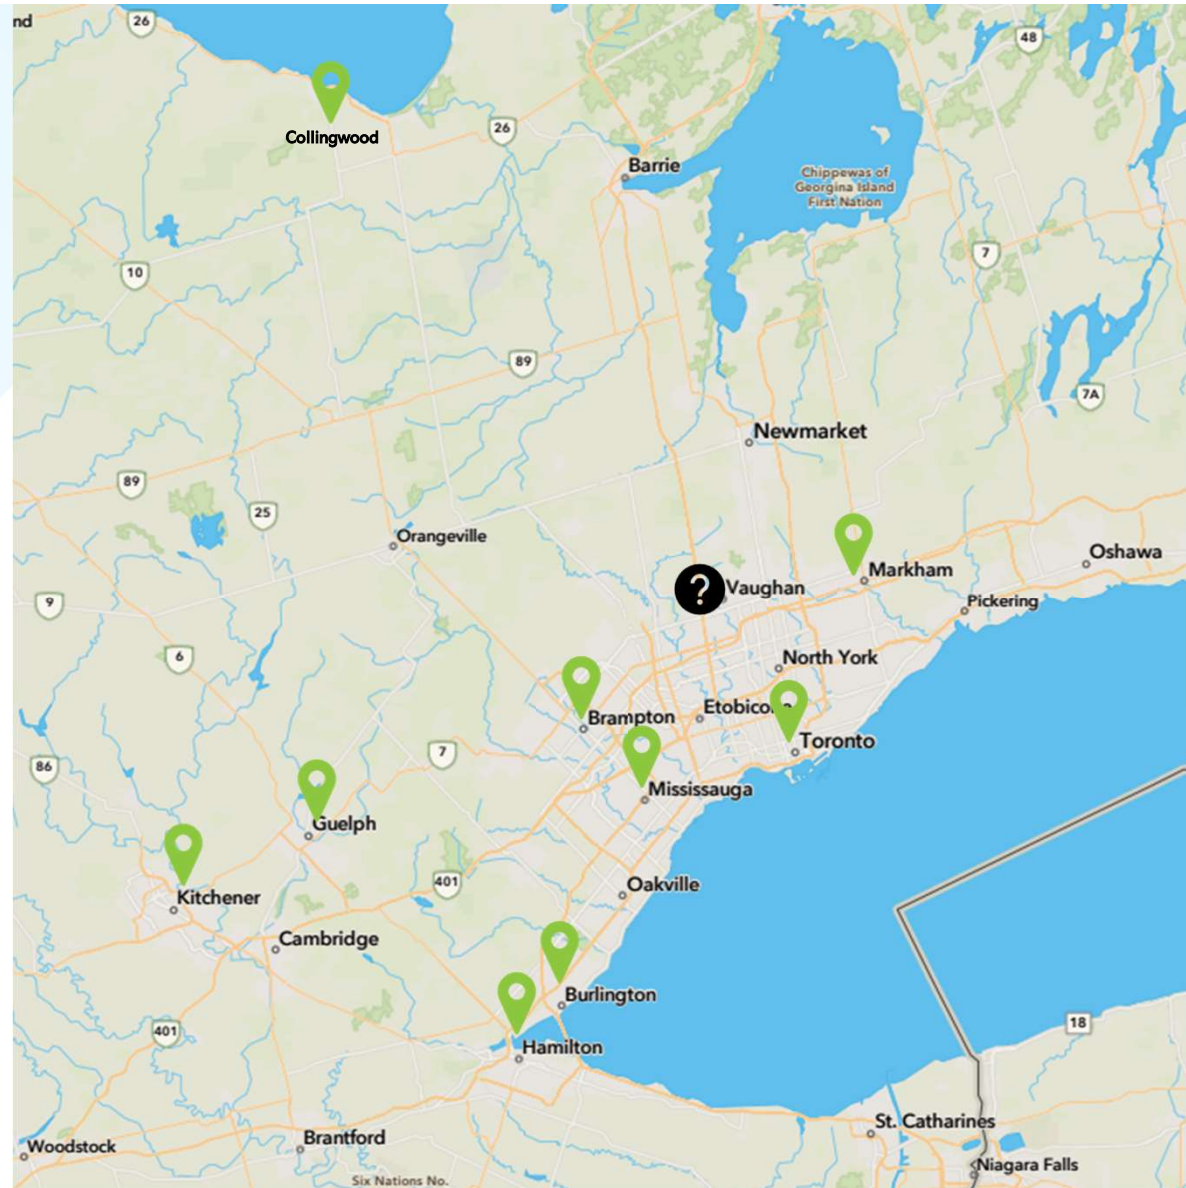 nd
26
48
Collingwood
26
Barrie
Chippewas of
Georgina Island
First Nation
7
10
89
7A
Newmarket
89
25
Orangeville
Oshawa
Markham
?
Vaughan
9
Pickering
6
North York
Etobico
Brampton
Toronto
7
86
Mississauga
Guelph
401
Oakville
Kitchener
Cambridge
Burlington
18
401
Hamilton
St. Catharines
Brantford
Woodstock
Niagara Falls
Six Nations No.